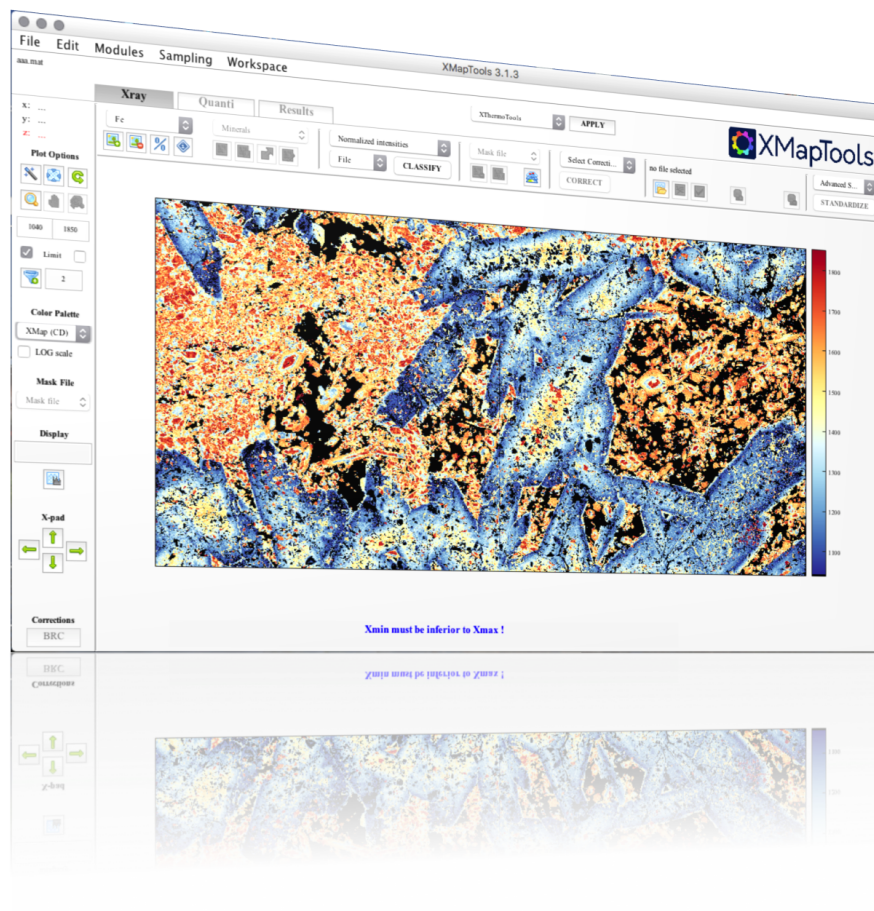 XMapTools 3.1.3
File Edit Modules Sampling Workspace
aaa.mat
Xray Quanti Results
XThermoTools APPLY
XMapTools
x: ...
y: ...
z: ...
Fe
Minerals
Normalized intensities
File CLASSIFY
Mask file
Select Correcti...
CORRECT
no file selected
Advanced S...
STANDARDIZE
Plot Options
1040 1850
Limit
2
Color Palette
XMap (CD)
LOG scale
Mask File
Mask file
Display
X-pad
Corrections
BRC
1800
1700
1600
1500
1400
1300
1200
1100
Xmin must be inferior to Xmax !